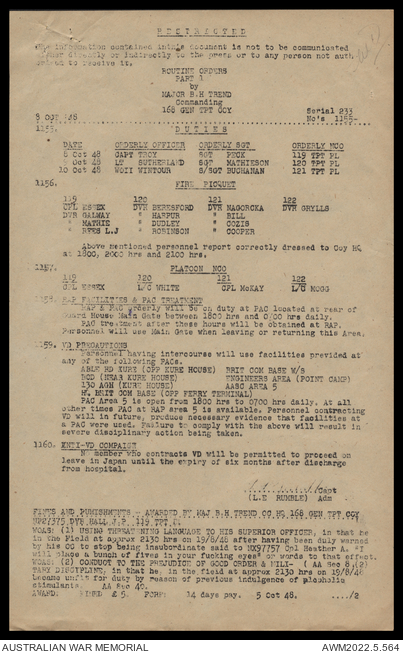 RESTRICTED
The information contained in this document is not to be communicated
either directly or indirectly to the press or to any person not auth
orised to receive it.
ROUTINE ORDERS
PART 1
by
MAJOR B.H TREND
Commanding
168 GEN TPT COY
Serial 233
8 OCT 48 No's 1155-
1155. DUTIES
DATE ORDERLY OFFICER ORDERLY SGT ORDERLY NCO
8 Oct 48 CAPT TROY SGT PECK 119 TPT PL
9 Oct 48 LT SUTHERLAND SGT MATHIESON 120 TPT PL
10 Oct 48 WOII WINTOUR S/SGT BUCHANAN 121 TPT PL
1156. FIRE PICQUET
119 120 121 122
CPL ESSEX DVR BERESFORD DVR NAGORCKA DVR GRYLLS
DVR GALWAY " HARPUR " BILL
" MATHIE " DUDLEY " COZIS
" RYES L.J " ROBINSON " COOPER
Above mentioned personnel report correctly dressed to Coy HQ
at 1800, 2000 hrs and 2100 hrs.
1157. PLATOON NCO
119 120 121 122
CPL ESSEX L/C WHITE CPL McKAY L/C MOGG
1158. RAP FACILITIES & PAC TREATMENT
RAP & PAC orderly will be on duty at PAC located at rear of
Guard House Main Gate between 1800 hrs and 0700 hrs daily.
PAC treatment after these hours will be obtained at RAP.
Personnel will use Main Gate when leaving or returning this Area.
1159. VD PRECAUTIONS
Personnel having intercourse will use facilities provided at
any of the following PACs.
ABLE RD KURE (OPP KURE HOUSE) BRIT COM BASE W/S
BOD (NEAR KURE HOUSE) ENGINEERS AREA (POINT CAMP)
130 AGH (KURE HOUSE) AASC AREA 5
HQ BRIT COM BASE (OPP FERRY TERMINAL)
PAC Area 5 is open from 1800 hrs to 0700 hrs daily. At all
other times PAC at RAP area 5 is available. Personnel contracting
VD will in future, produce necessary evidence that facilities at
a PAC were used. Failure to comply with the above will result in
severe disciplinary action being taken.
1160. ANTI-VD COMPAIGN
No member who contracts VD will be permitted to proceed on
leave in Japan until the expiry of six months after discharge
from hospital.
Capt
(L.E RUMBLE) Adm
FINES AND PUNISHMENTS - AWARDED BY MAJ B.H TREND CO HQ 168 GEN TPT COY
DVR HALL J.P. 119 TPT PL
WOAS: (1) USING THREATENING LANGUAGE TO HIS SUPERIOR OFFICER, in that he
in the Field at approx 2130 hrs on 19/8/48 after having been duly warned
by his OC to stop being insubordinate said to NX97757 Cpl Heather A. "I
will place a bunch of fives in your fucking eyes" or words to that effect.
WOAS: (2) CONDUCT TO THE PREJUDICE OF GOOD ORDER & MILI- ( AA Sec 8,(2)
TARY DISCIPLINE, in that he, in the field at approx 2130 hrs on 19/8/48
became unfit for duty by reason of previous indulgence of alcoholic
stimulants. AA Sec 40.
AWARD. FINED £5. 14 days pay. 5 Oct 48. ..../2
AUSTRALIAN WAR MEMORIAL AWM2022.5.564